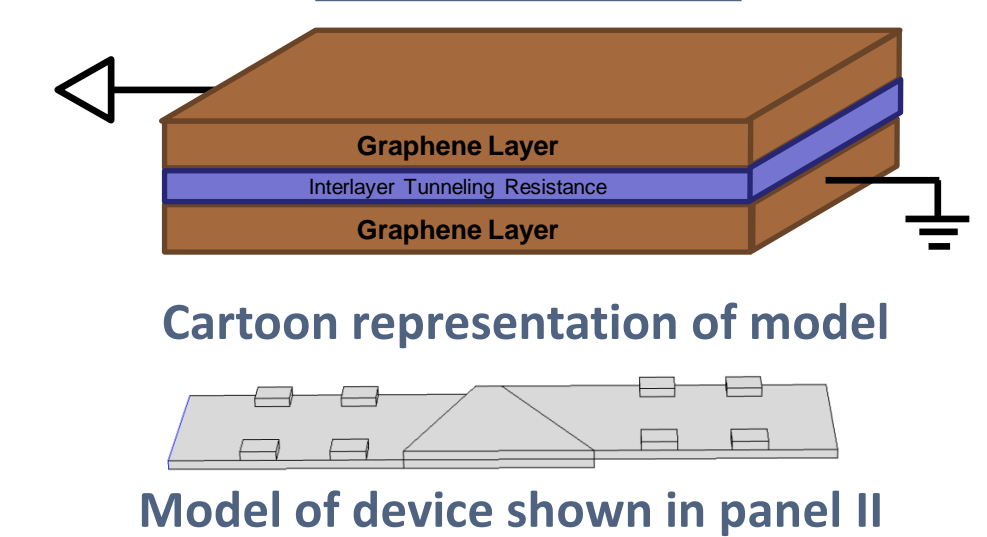 Graphene Layer
Interlayer Tunneling Resistance
Graphene Layer
Cartoon representation of model
Model of device shown in panel II